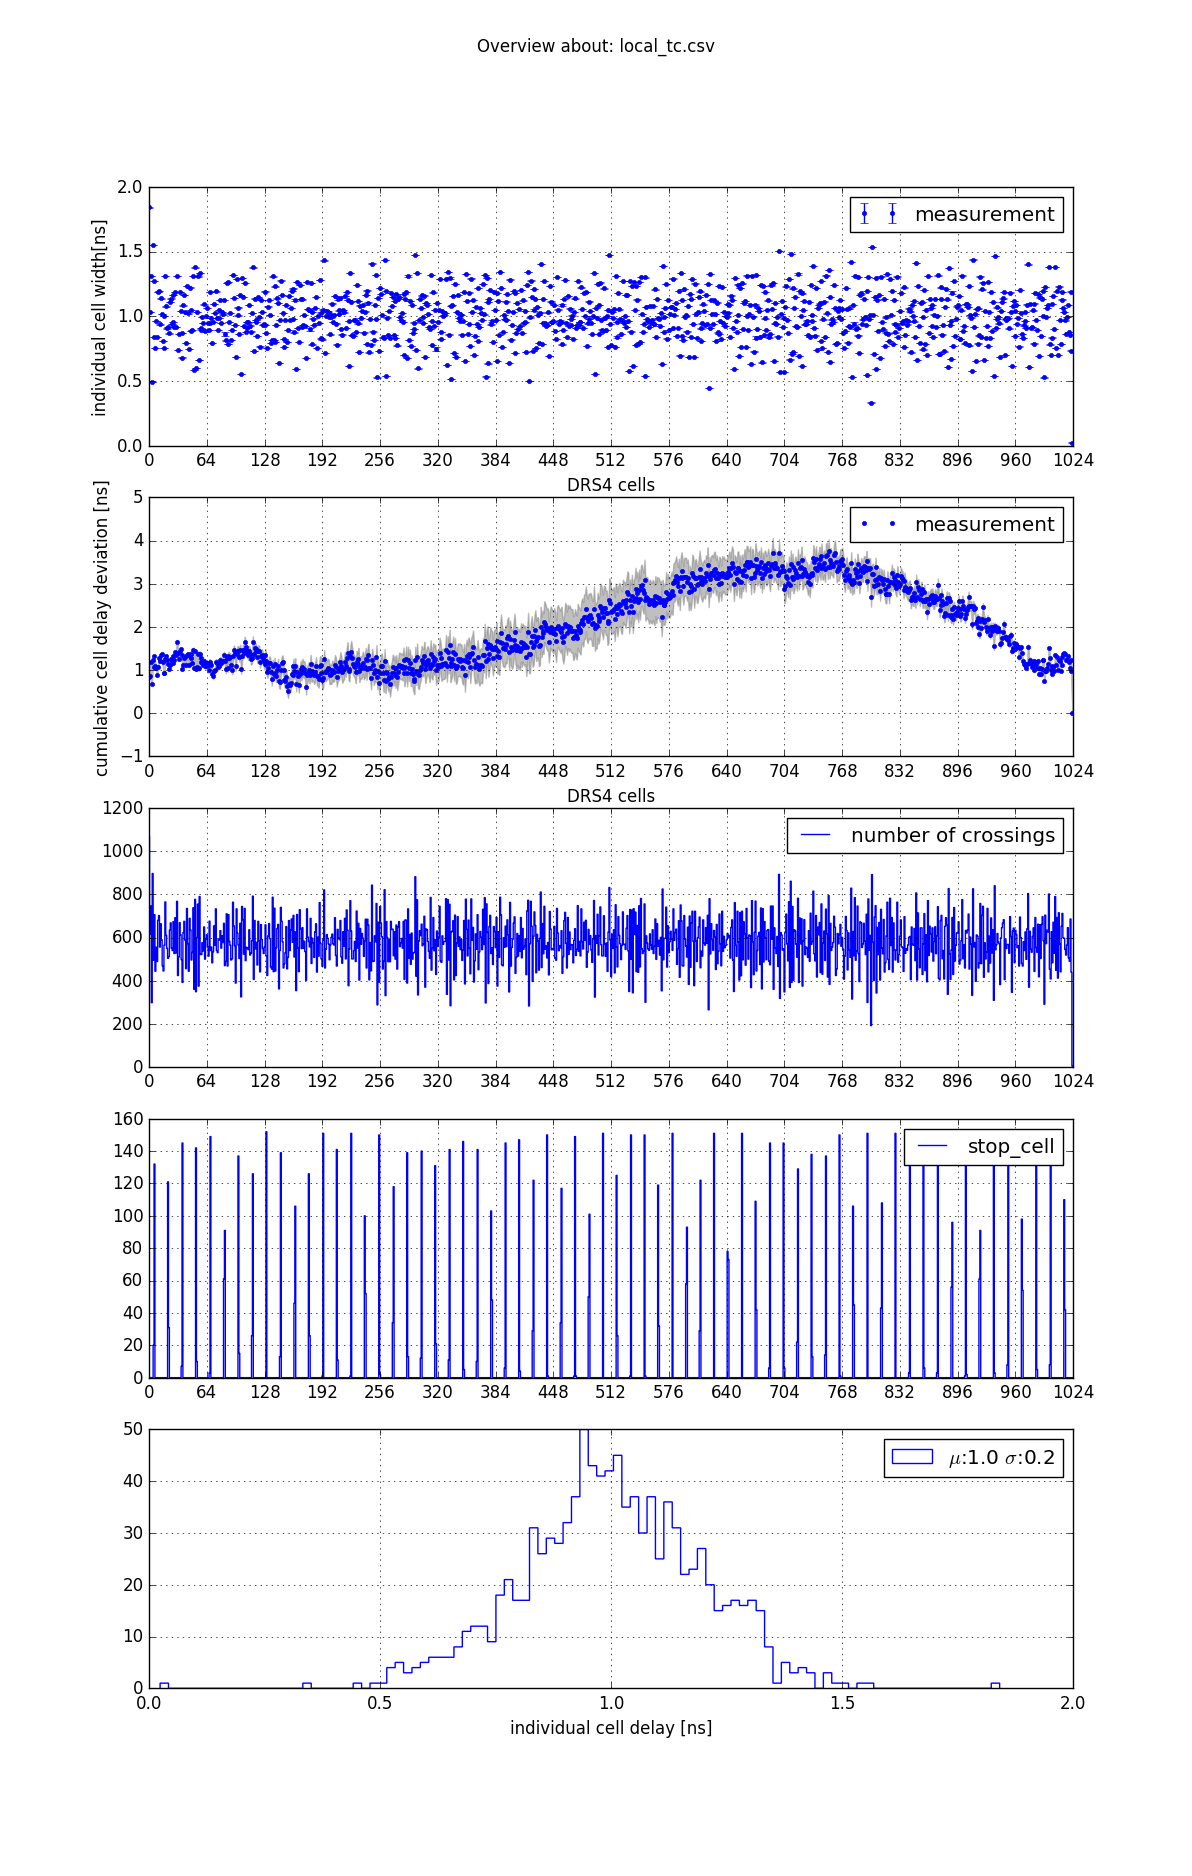 Overview about: local_tc.csv
individual cell width[ns]
2.0
1.5
1.0
0.5
0.0
measurement
0 64 128 192 256 320 384 448 512 576 640 704 768 832 896 960 1024
DRS4 cells
cumulative cell delay deviation [ns]
5
4
3
2
1
0
−1
measurement
0 64 128 192 256 320 384 448 512 576 640 704 768 832 896 960 1024
DRS4 cells
1200
1000
800
600
400
200
0
number of crossings
0 64 128 192 256 320 384 448 512 576 640 704 768 832 896 960 1024
160
140
120
100
80
60
40
20
0
stop_cell
0 64 128 192 256 320 384 448 512 576 640 704 768 832 896 960 1024
50
40
30
20
10
0
μ:1.0 σ:0.2
0.0 0.5 1.0 1.5 2.0
individual cell delay [ns]